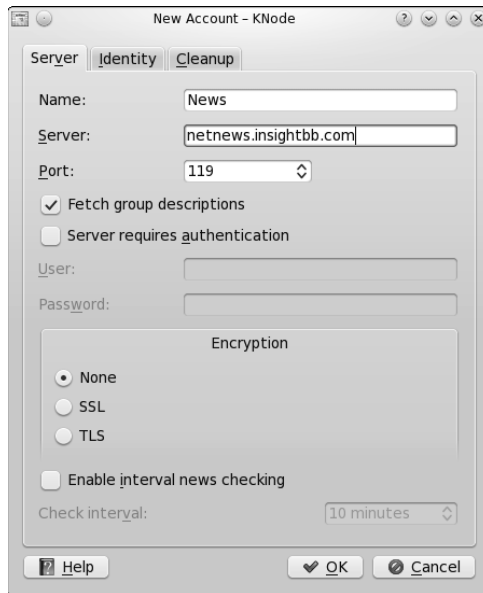 New Account – KNode
Server Identity Cleanup
Name: News
Server: netnews.insightbb.com
Port: 119
Fetch group descriptions
Server requires authentication
User:
Password:
Encryption
None
SSL
TLS
Enable interval news checking
Check interval: 10 minutes
Help OK Cancel